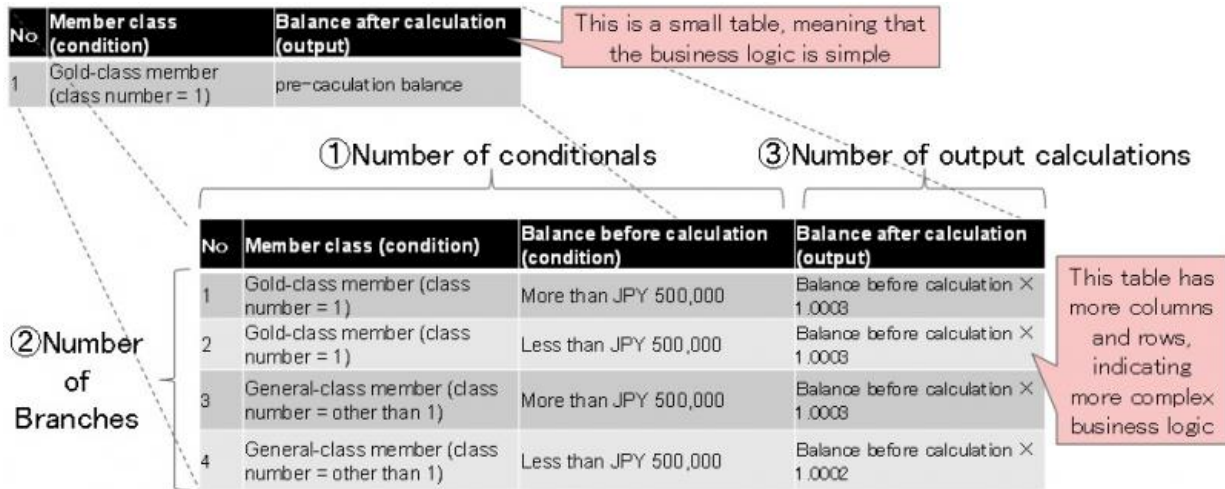 No
Member class
(condition)
Balance after calculation
(output)
1
Gold-class member
(class number = 1)
pre-caculation balance
This is a small table, meaning that
the business logic is simple
①Number of conditionals
③Number of output calculations
②Number
of
Branches
No
Member class (condition)
Balance before calculation
(condition)
Balance after calculation
(output)
1
Gold-class member (class
number = 1)
More than JPY 500,000
Balance before calculation ×
1.0003
2
Gold-class member (class
number = 1)
Less than JPY 500,000
Balance before calculation ×
1.0003
3
General-class member (class
number = other than 1)
More than JPY 500,000
Balance before calculation ×
1.0003
4
General-class member (class
number = other than 1)
Less than JPY 500,000
Balance before calculation ×
1.0002
This table has
more columns
and rows,
indicating
more complex
business logic